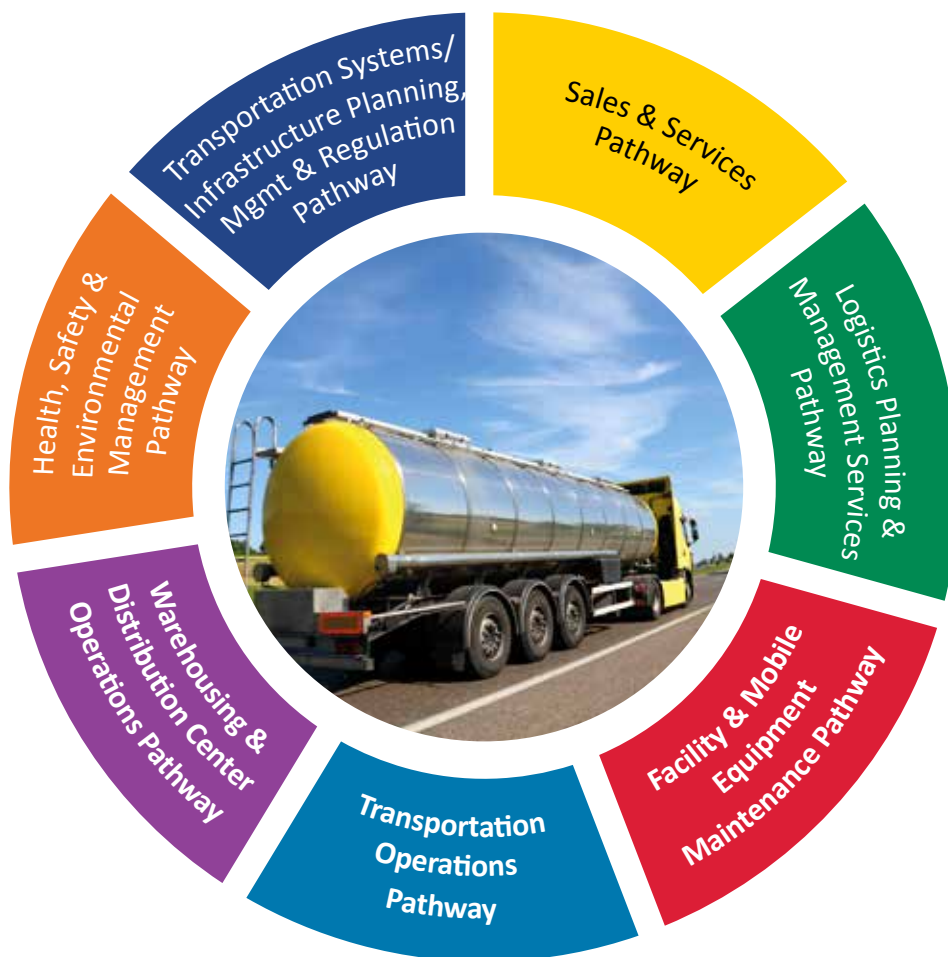 Transportation Systems/
Infrastructure Planning,
Mgmt & Regulation
Pathway
Sales & Services
Pathway
Logistics Planning &
Management Services
Pathway
Facility & Mobile
Equipment
Maintenance Pathway
Transportation
Operations
Pathway
Warehousing &
Distribution Center
Operations Pathway
Health, Safety &
Environmental
Management
Pathway